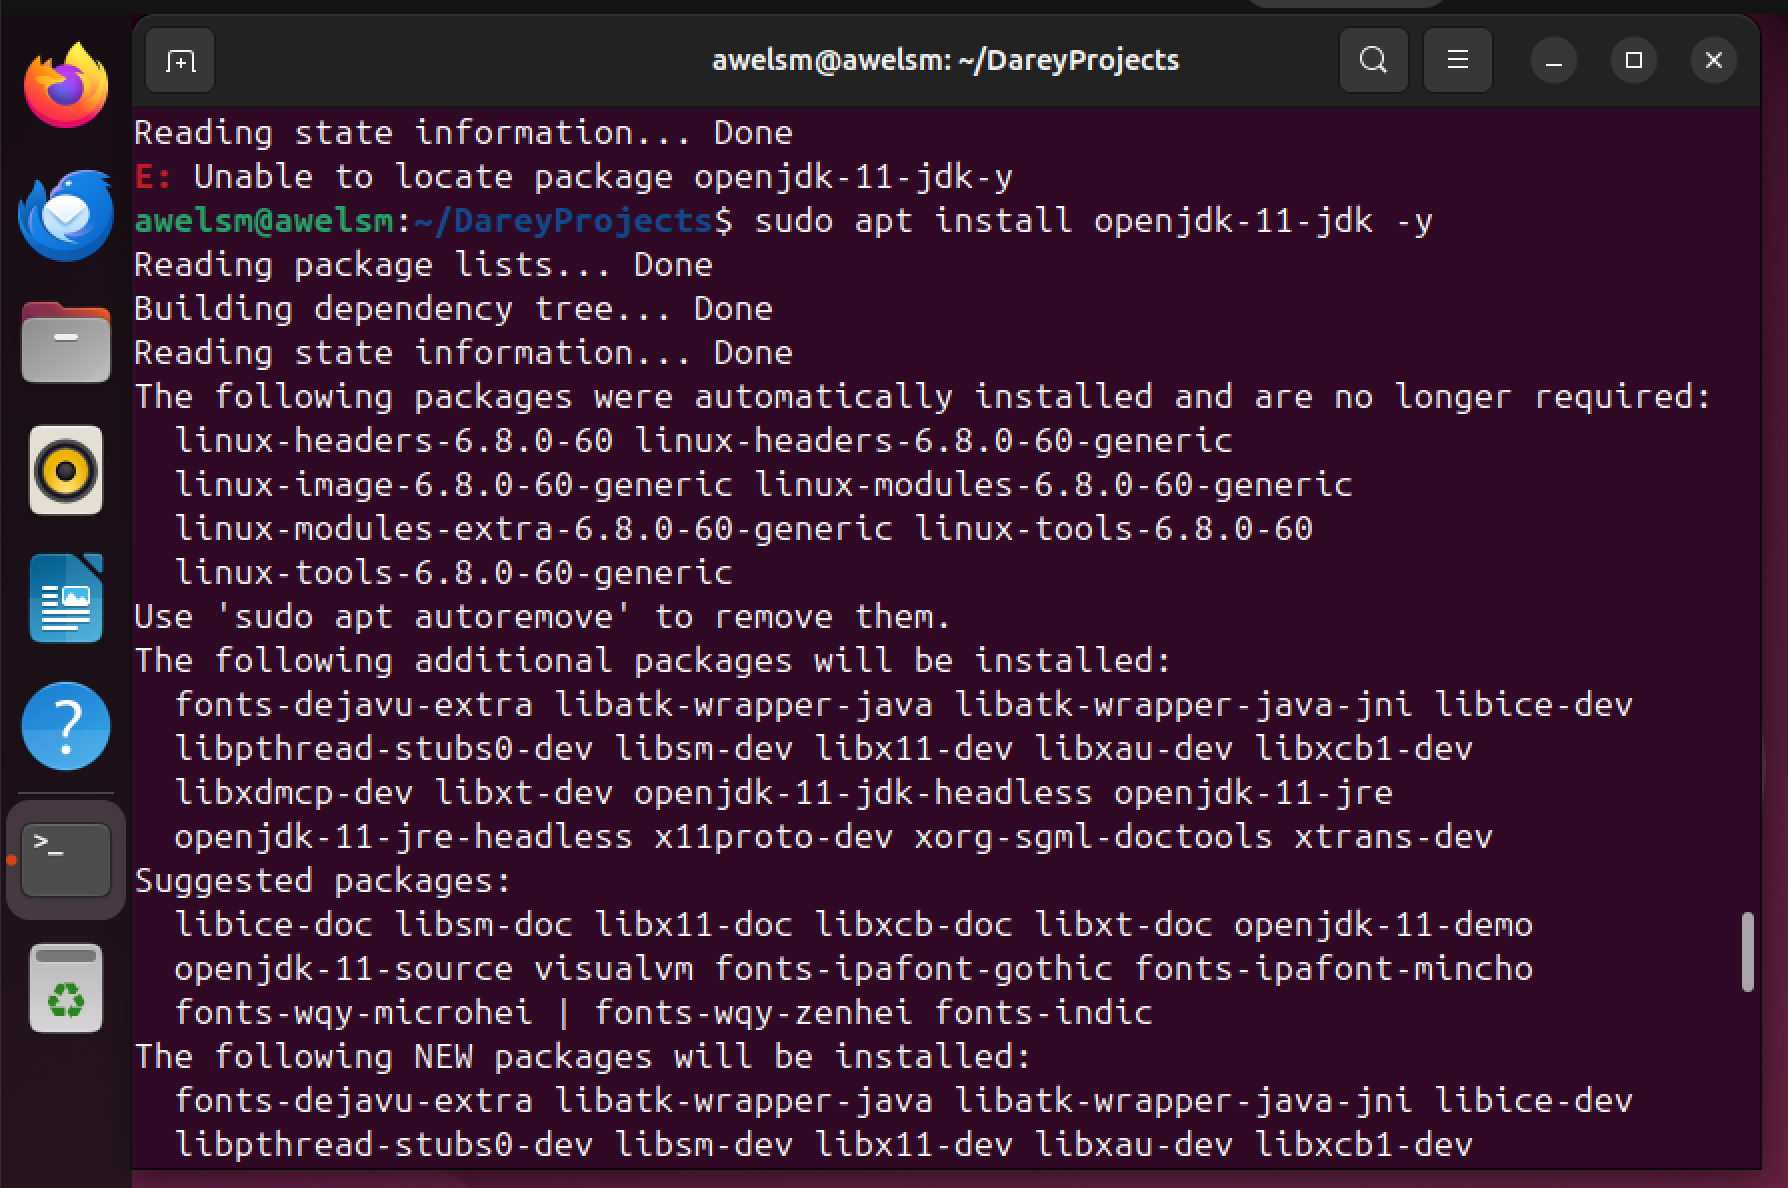 awelsm@awelsm: ~/DareyProjects
Reading state information... Done
E: Unable to locate package openjdk-11-jdk-y
awelsm@awelsm:~/DareyProjects$ sudo apt install openjdk-11-jdk -y
Reading package lists... Done
Building dependency tree... Done
Reading state information... Done
The following packages were automatically installed and are no longer required:
  linux-headers-6.8.0-60 linux-headers-6.8.0-60-generic
  linux-image-6.8.0-60-generic linux-modules-6.8.0-60-generic
  linux-modules-extra-6.8.0-60-generic linux-tools-6.8.0-60
  linux-tools-6.8.0-60-generic
Use 'sudo apt autoremove' to remove them.
The following additional packages will be installed:
  fonts-dejavu-extra libatk-wrapper-java libatk-wrapper-java-jni libice-dev
  libpthread-stubs0-dev libsm-dev libx11-dev libxau-dev libxcb1-dev
  libxdmcp-dev libxt-dev openjdk-11-jdk-headless openjdk-11-jre
  openjdk-11-jre-headless x11proto-dev xorg-sgml-doctools xtrans-dev
Suggested packages:
  libice-doc libsm-doc libx11-doc libxcb-doc libxt-doc openjdk-11-demo
  openjdk-11-source visualvm fonts-ipafont-gothic fonts-ipafont-mincho
  fonts-wqy-microhei | fonts-wqy-zenhei fonts-indic
The following NEW packages will be installed:
  fonts-dejavu-extra libatk-wrapper-java libatk-wrapper-java-jni libice-dev
  libpthread-stubs0-dev libsm-dev libx11-dev libxau-dev libxcb1-dev